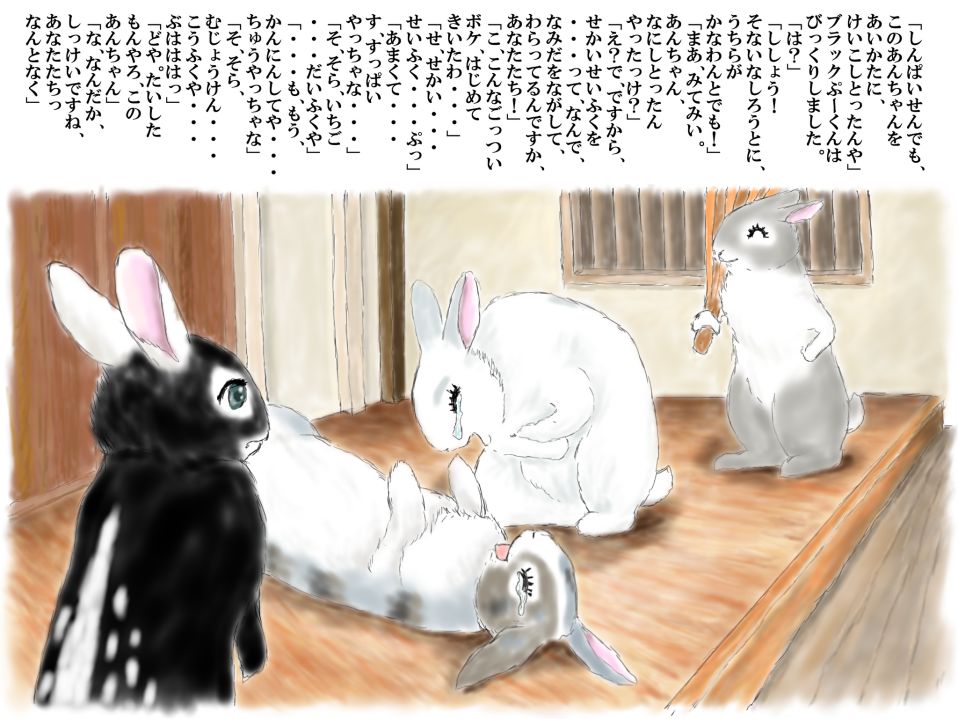 「しんぱいせんでも、
このあんちゃんを
あいかたに、
けいこしとったんや」
ブラックぷーくんは
びっくりしました。
「は?」
「ししょう!
そないなしろうとに、
うちらが
かなわんとでも!」
「まあ、みてみい。
あんちゃん、
なにしとったん
やったっけ?」
「え?で、ですから、
せかいせいふくを
・・・って、なんで、
なみだをながして、
わらってるんですか、
あなたたち!」
「こ、こんなごっつい
ボケ、はじめて
きいたわ・・・」
「せ、せかい・・・
せいふく・・・ぷっ」
「あまくて・・・
す、すっぱい
やっちゃな・・・」
「そ、そら、いちご
・・・だいふくや」
「・・・・も、もう、
かんにんしてや・・・・
ちゅうやっちゃな」
「そ、そら、
むじょうけん・・・・
こうふくや・・・
ぶはははっ」
「どや。たいした
もんやろ、この
あんちゃん」
「な、なんだか、
しっけいですね、
あなたたちっ
なんとなく」